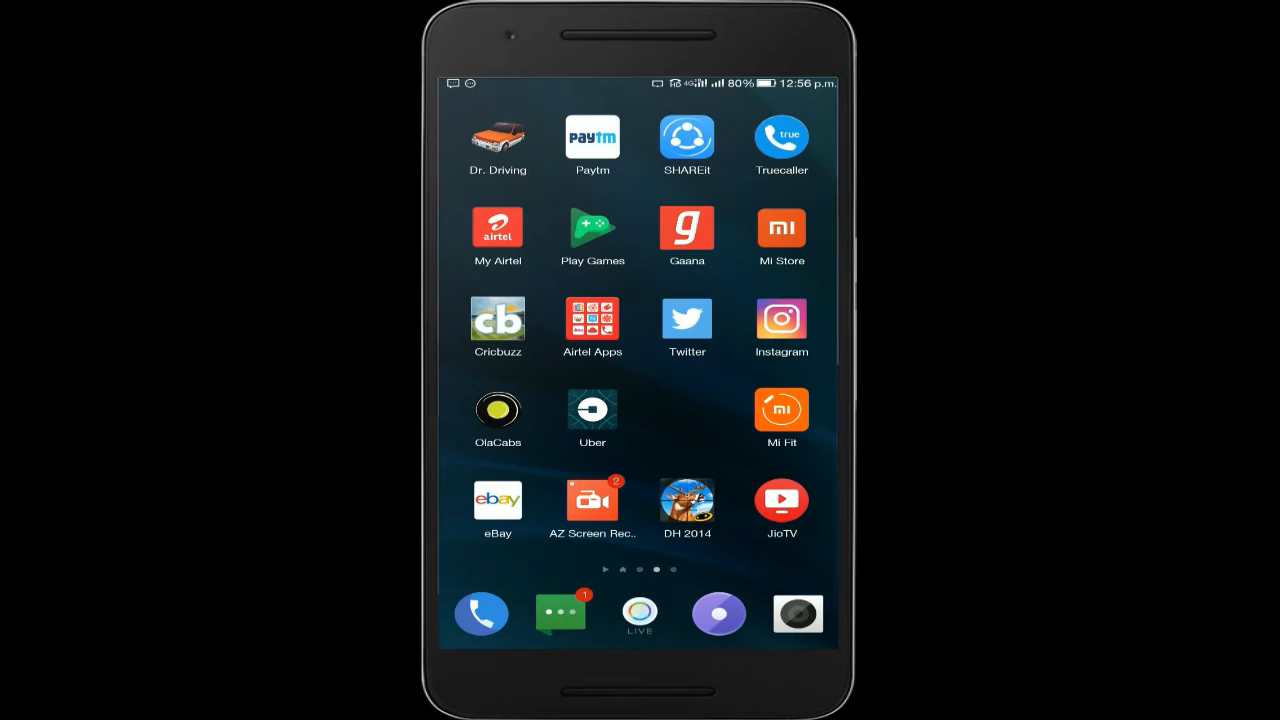 HD 4G 80% 12:56 p.m.
paytm
true
Dr. Driving Paytm SHAREit Truecaller
airtel
g
mi
My Airtel Play Games Gaana Mi Store
cb
Cricbuzz Airtel Apps Twitter Instagram
mi
OlaCabs Uber Mi Fit
2
ebay
eBay AZ Screen Rec.. DH 2014 JioTV
1
LIVE